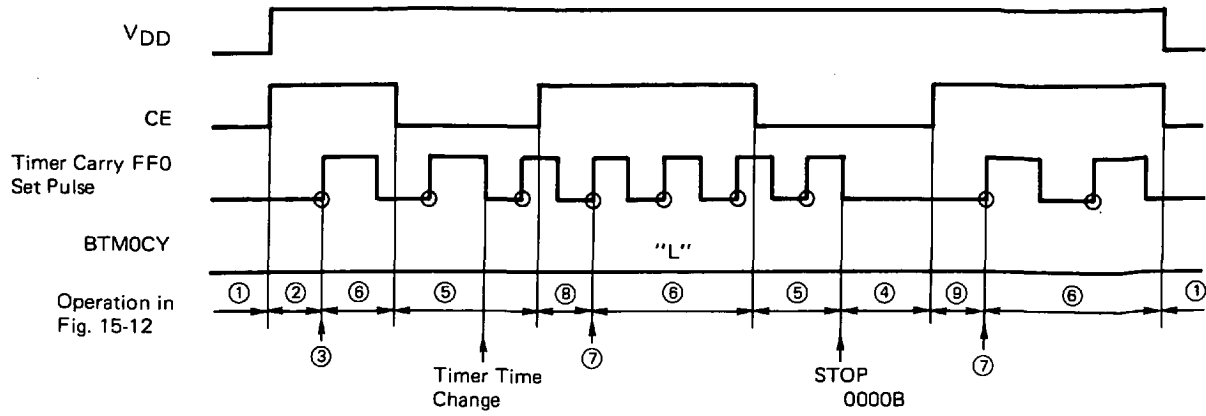 VDD
CE
Timer Carry FF0
Set Pulse
BTM0CY
"L"
Operation in
Fig. 15-12
① ② ⑥ ⑤ ⑧ ⑥ ⑤ ④ ⑨ ⑥ ①
③ ⑦ ⑦
Timer Time
Change
STOP
0000B